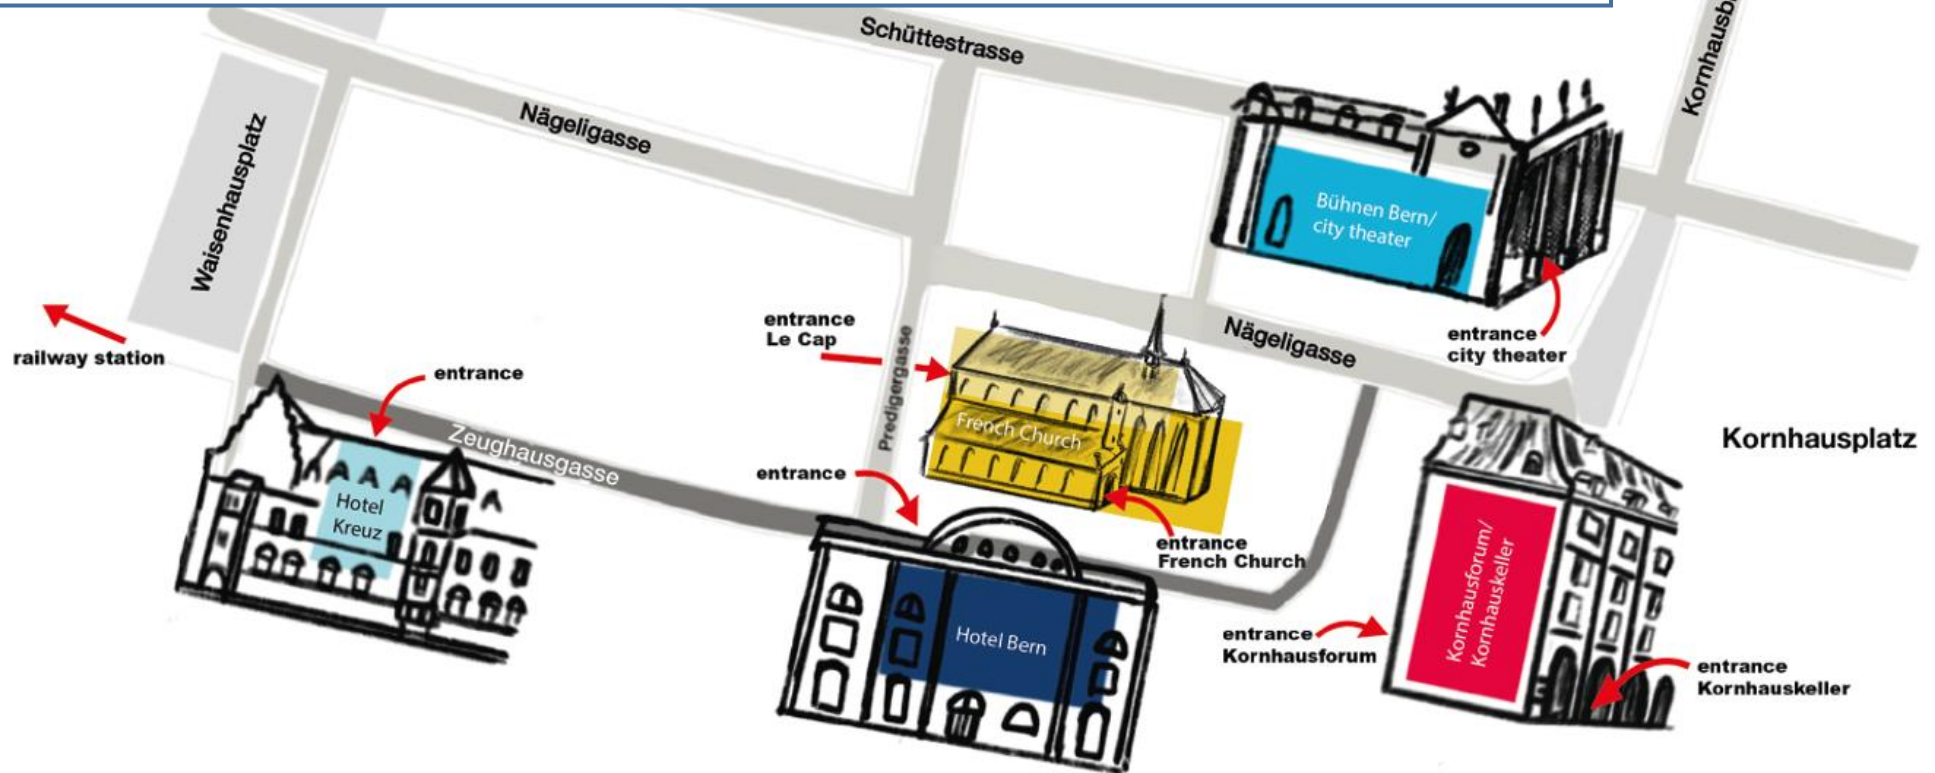 Schüttestrasse
Kornhausb
Nägeligasse
Waisenhausplatz
Bühnen Bern/
city theater
entrance
city theater
railway station
entrance
Le Cap
Predigergasse
Nägeligasse
entrance
Zeughausgasse
Hotel
Kreuz
French Church
entrance
entrance
French Church
Hotel Bern
Kornhausplatz
Kornhausforum/
Kornhauskeller
entrance
Kornhausforum
entrance
Kornhauskeller